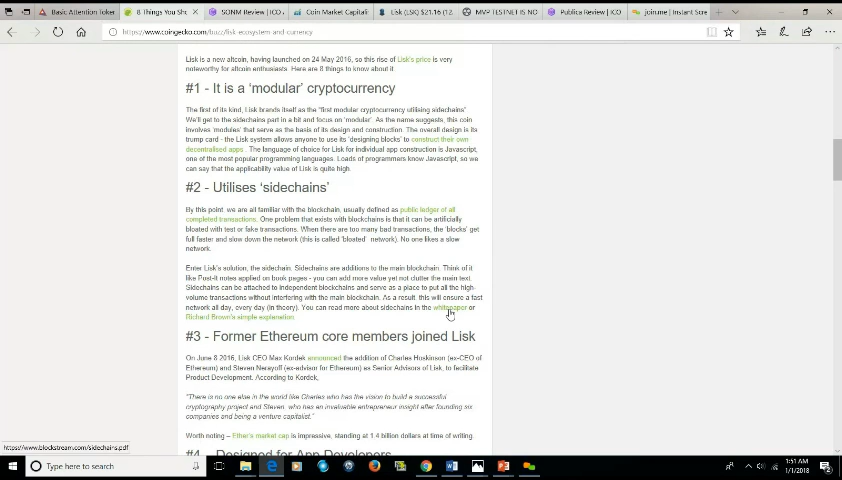 Basic Attention Token
8 Things You Sho
SONM Review | ICO
Coin Market Capitali
Lisk (LSK) $21.16 (12.
MVP TESTNET IS NO
Publica Review | ICO
join.me | Instant Scre
https://www.coingecko.com/buzz/lisk-ecosystem-and-currency
Lisk is a new altcoin, having launched on 24 May 2016, so this rise of Lisk's price is very
noteworthy for altcoin enthusiasts. Here are 8 things to know about it
#1 - It is a 'modular' cryptocurrency
The first of its kind, Lisk brands itself as the "first modular cryptocurrency utilising sidechains"
We'll get to the sidechains part in a bit and focus on 'modular'. As the name suggests, this coin
involves 'modules' that serve as the basis of its design and construction. The overall design is its
trump card - the Lisk system allows anyone to use its 'designing blocks' to construct their own
decentralised apps . The language of choice for Lisk for individual app construction is Javascript,
one of the most popular programming languages. Loads of programmers know Javascript, so we
can say that the applicability value of Lisk is quite high.
#2 - Utilises 'sidechains'
By this point, we are all familiar with the blockchain, usually defined as public ledger of all
completed transactions. One problem that exists with blockchains is that it can be artificially
bloated with test or fake transactions. When there are too many bad transactions, the 'blocks' get
full faster and slow down the network (this is called 'bloated' network). No one likes a slow
network.
Enter Lisk's solution, the sidechain. Sidechains are additions to the main blockchain. Think of it
like Post-It notes applied on book pages - you can add more value yet not clutter the main text.
Sidechains can be attached to independent blockchains and serve as a place to put all the high-
volume transactions without interfering with the main blockchain. As a result, this will ensure a fast
network all day, every day (in theory). You can read more about sidechains in the whitepaper or
Richard Brown's simple explanation.
#3 - Former Ethereum core members joined Lisk
On June 8 2016, Lisk CEO Max Kordek announced the addition of Charles Hoskinson (ex-CEO of
Ethereum) and Steven Nerayoff (ex-advisor for Ethereum) as Senior Advisors of Lisk, to facilitate
Product Development. According to Kordek,
"There is no one else in the world like Charles who has the vision to build a successful
cryptography project and Steven, who has an invaluable entrepreneur insight after founding six
companies and being a venture capitalist."
Worth noting – Ether's market cap is impressive, standing at 1.4 billion dollars at time of writing.
#4 - Designed for App Developers
https://www.blockstream.com/sidechains.pdf
Type here to search
1:51 AM
1/1/2018